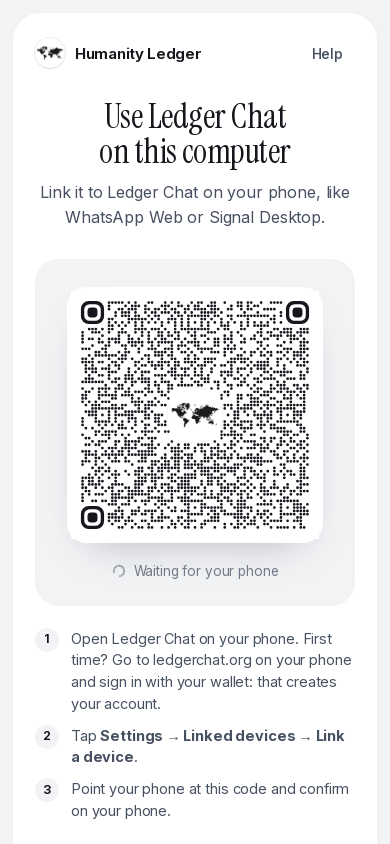 Humanity Ledger
Help
Use Ledger Chat
on this computer
Link it to Ledger Chat on your phone, like
WhatsApp Web or Signal Desktop.
Waiting for your phone
1 Open Ledger Chat on your phone. First
time? Go to ledgerchat.org on your phone
and sign in with your wallet: that creates
your account.
2 Tap Settings → Linked devices → Link
a device.
3 Point your phone at this code and confirm
on your phone.